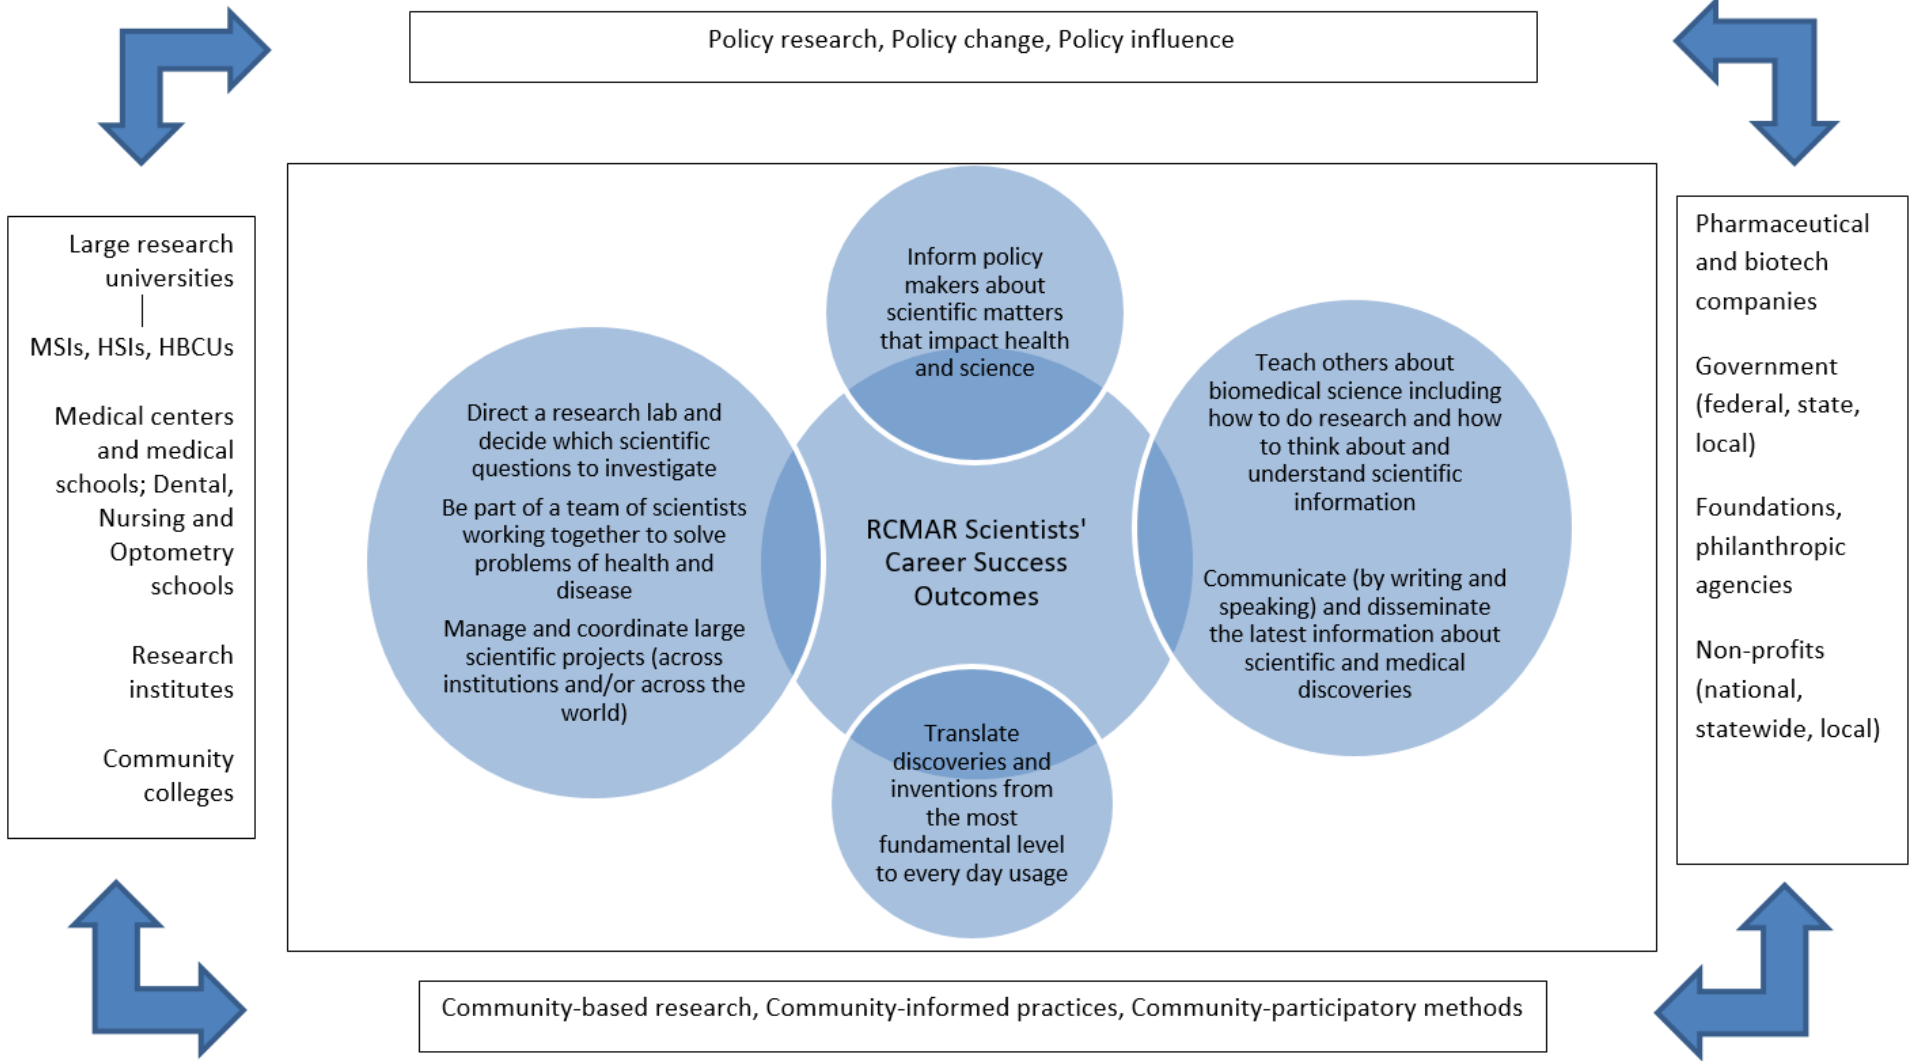 Policy research, Policy change, Policy influence
Large research
universities
MSIs, HSIs, HBCUs
Medical centers
and medical
schools; Dental,
Nursing and
Optometry
schools
Research
institutes
Community
colleges
Inform policy
makers about
scientific matters
that impact health
and science
Direct a research lab and
decide which scientific
questions to investigate
Be part of a team of scientists
working together to solve
problems of health and
disease
Manage and coordinate large
scientific projects (across
institutions and/or across the
world)
RCMAR Scientists'
Career Success
Outcomes
Teach others about
biomedical science including
how to do research and how
to think about and
understand scientific
information
Communicate (by writing and
speaking) and disseminate
the latest information about
scientific and medical
discoveries
Translate
discoveries and
inventions from
the most
fundamental level
to every day usage
Pharmaceutical
and biotech
companies
Government
(federal, state,
local)
Foundations,
philanthropic
agencies
Non-profits
(national,
statewide, local)
Community-based research, Community-informed practices, Community-participatory methods